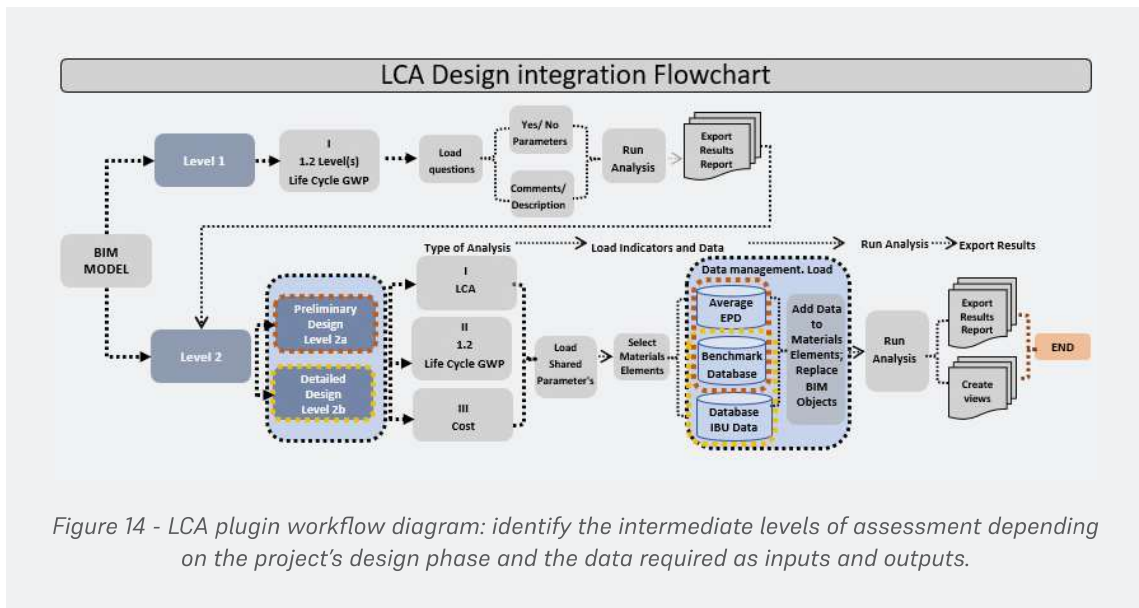 LCA Design integration Flowchart
Level 1
I
1.2 Level(s)
Life Cycle GWP
Load
questions
Yes/ No
Parameters
Comments/
Description
Run
Analysis
Export
Results
Report
BIM
MODEL
Type of Analysis
Load Indicators and Data
Run Analysis
Export Results
Level 2
Preliminary
Design
Level 2a
Detailed
Design
Level 2b
I
LCA
II
1.2
Life Cycle GWP
III
Cost
Load
Shared
Parameter's
Select
Materials
Elements
Data management. Load
Average
EPD
Benchmark
Database
Database
IBU Data
Add Data
to
Materials
Elements;
Replace
BIM
Objects
Run
Analysis
Export
Results
Report
Create
views
END
Figure 14 - LCA plugin workflow diagram: identify the intermediate levels of assessment depending
on the project's design phase and the data required as inputs and outputs.